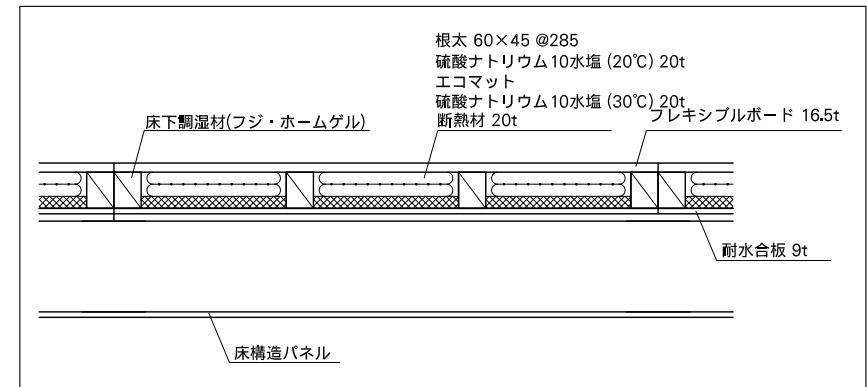 根太 60×45 @285
硫酸ナトリウム10水塩 (20℃) 20t
エコマット
硫酸ナトリウム10水塩 (30℃) 20t
断熱材 20t
フレキシブルボード 16.5t
床下調湿材(フジ・ホームゲル)
耐水合板 9t
床構造パネル